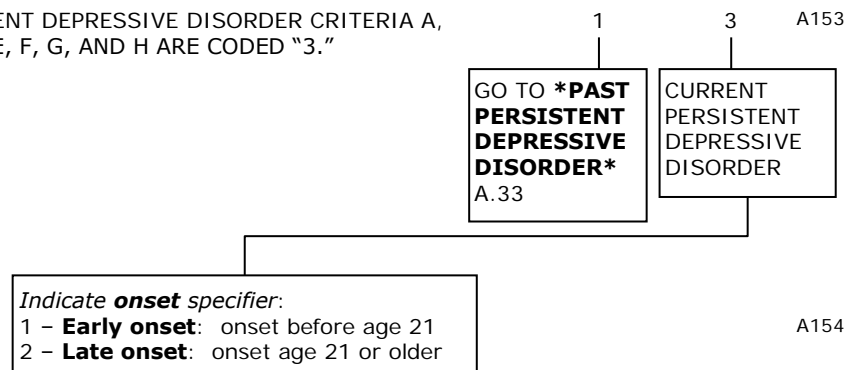 ENT DEPRESSIVE DISORDER CRITERIA A, 1 3 A153
E, F, G, AND H ARE CODED “3.”
GO TO *PAST
PERSISTENT
DEPRESSIVE
DISORDER*
A.33
CURRENT
PERSISTENT
DEPRESSIVE
DISORDER
Indicate onset specifier:
1 – Early onset: onset before age 21
2 – Late onset: onset age 21 or older
A154